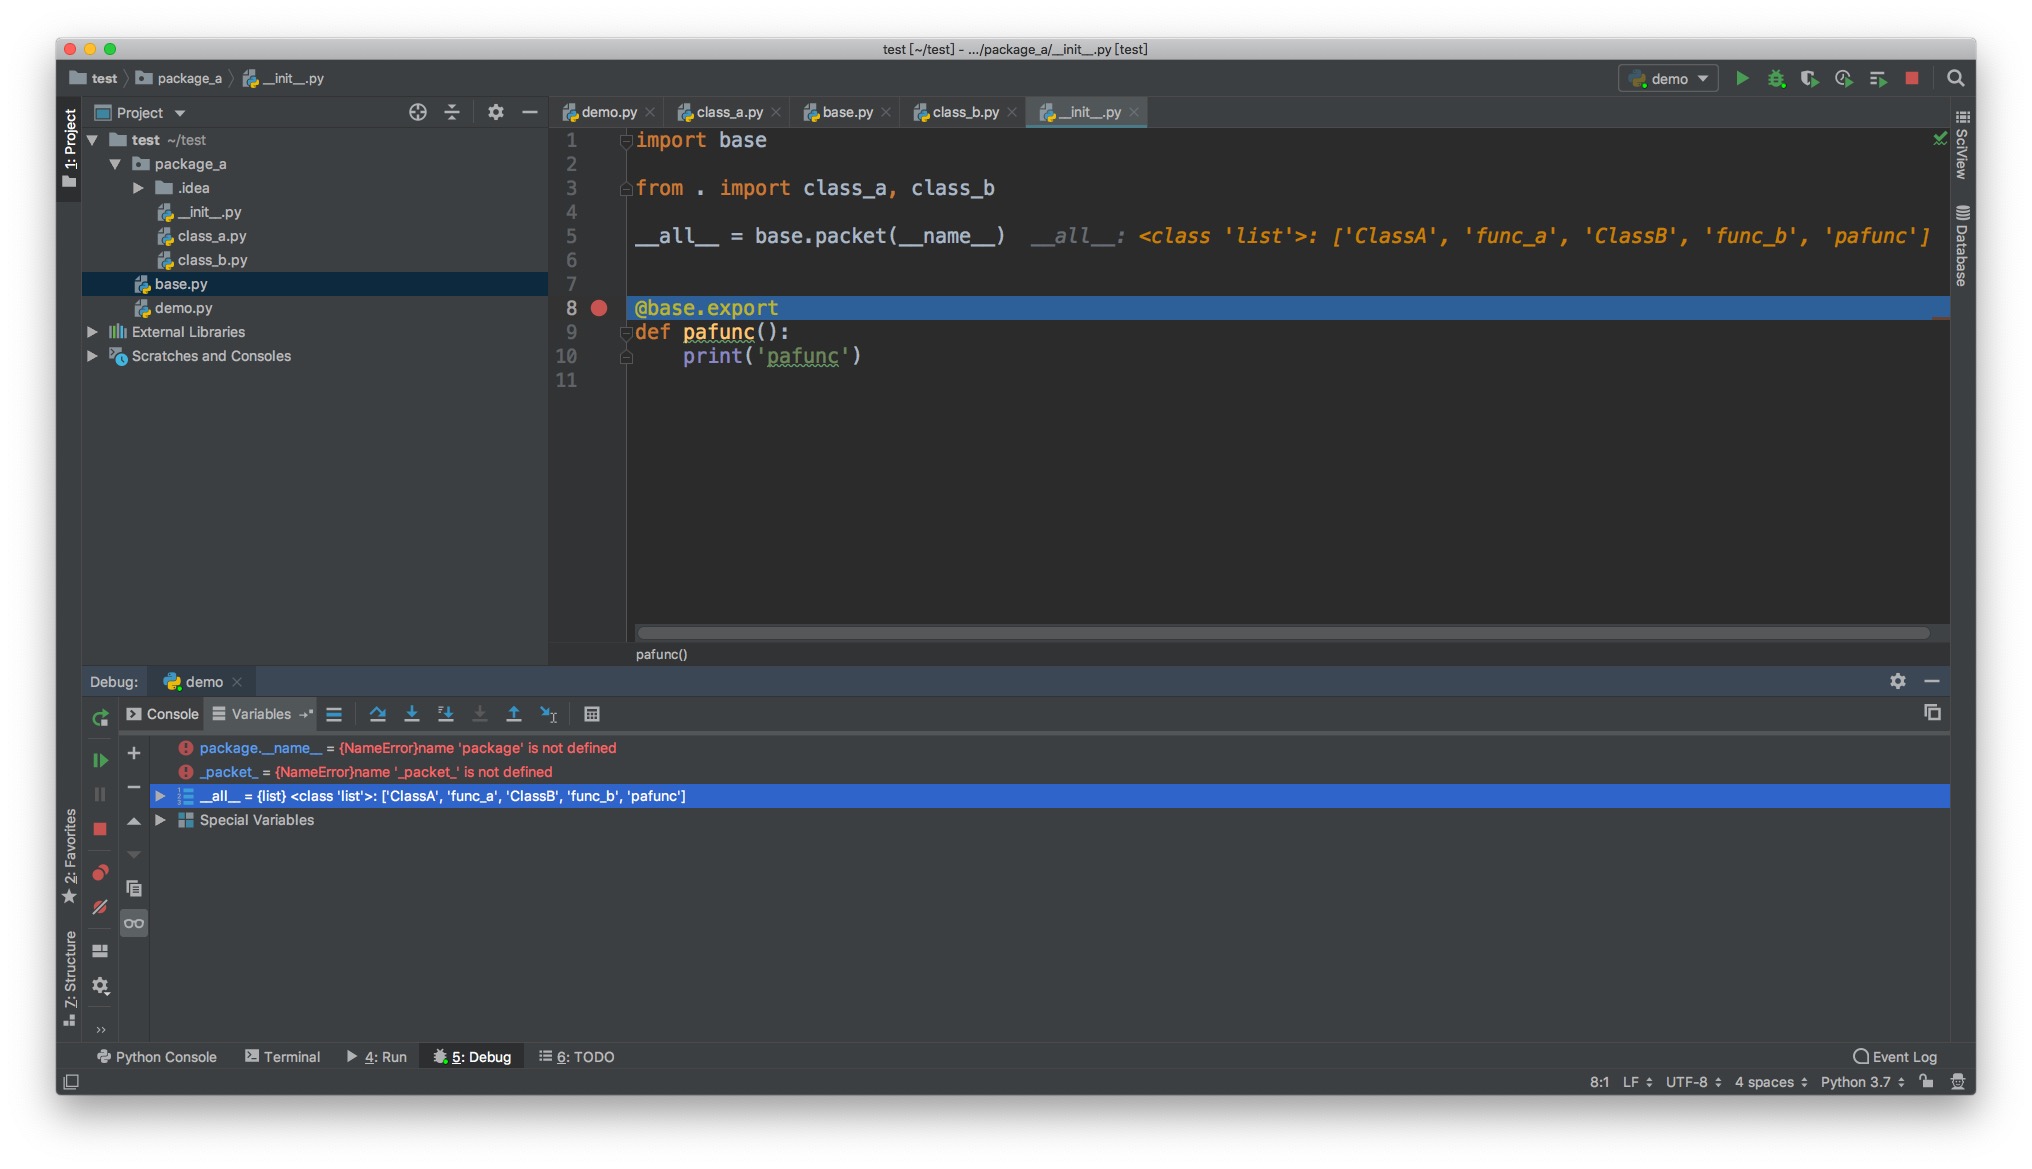 test [~/test] - .../package_a/__init__.py [test]
test package_a __init__.py demo
Project
demo.py class_a.py base.py class_b.py __init__.py
1: Project
test ~/test
package_a
.idea
__init__.py
class_a.py
class_b.py
base.py
demo.py
External Libraries
Scratches and Consoles
1 import base
2
3 from . import class_a, class_b
4
5 __all__ = base.packet(__name__) __all__: <class 'list'>: ['ClassA', 'func_a', 'ClassB', 'func_b', 'pafunc']
6
7
8 @base.export
9 def pafunc():
10 print('pafunc')
11
pafunc()
SciView
Database
Debug: demo
Console Variables
package.__name__ = {NameError}name 'package' is not defined
_packet_ = {NameError}name '_packet_' is not defined
__all__ = {list} <class 'list'>: ['ClassA', 'func_a', 'ClassB', 'func_b', 'pafunc']
Special Variables
2: Favorites
7: Structure
Python Console Terminal 4: Run 5: Debug 6: TODO Event Log
8:1 LF UTF-8 4 spaces Python 3.7